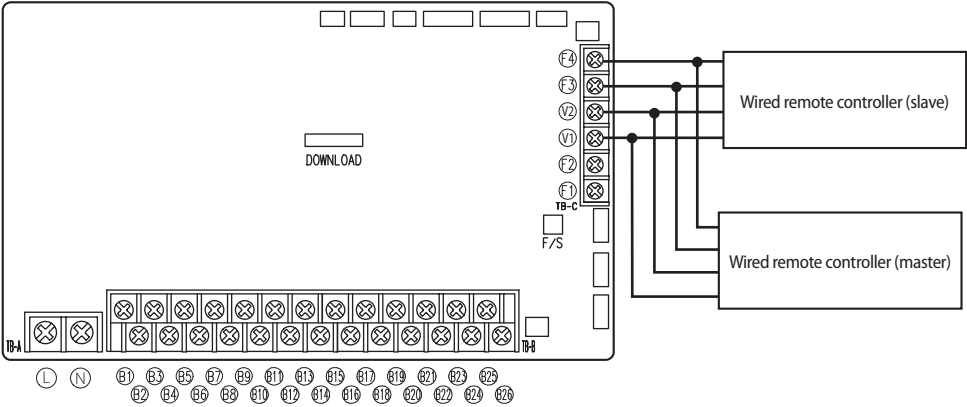 F4
F3
Wired remote controller (slave)
V2
V1
DOWNLOAD
F2
F1
TB-C
F/S
Wired remote controller (master)
TB-A
TB-B
L N B1 B3 B5 B7 B9 B11 B13 B15 B17 B19 B21 B23 B25
B2 B4 B6 B8 B10 B12 B14 B16 B18 B20 B22 B24 B26